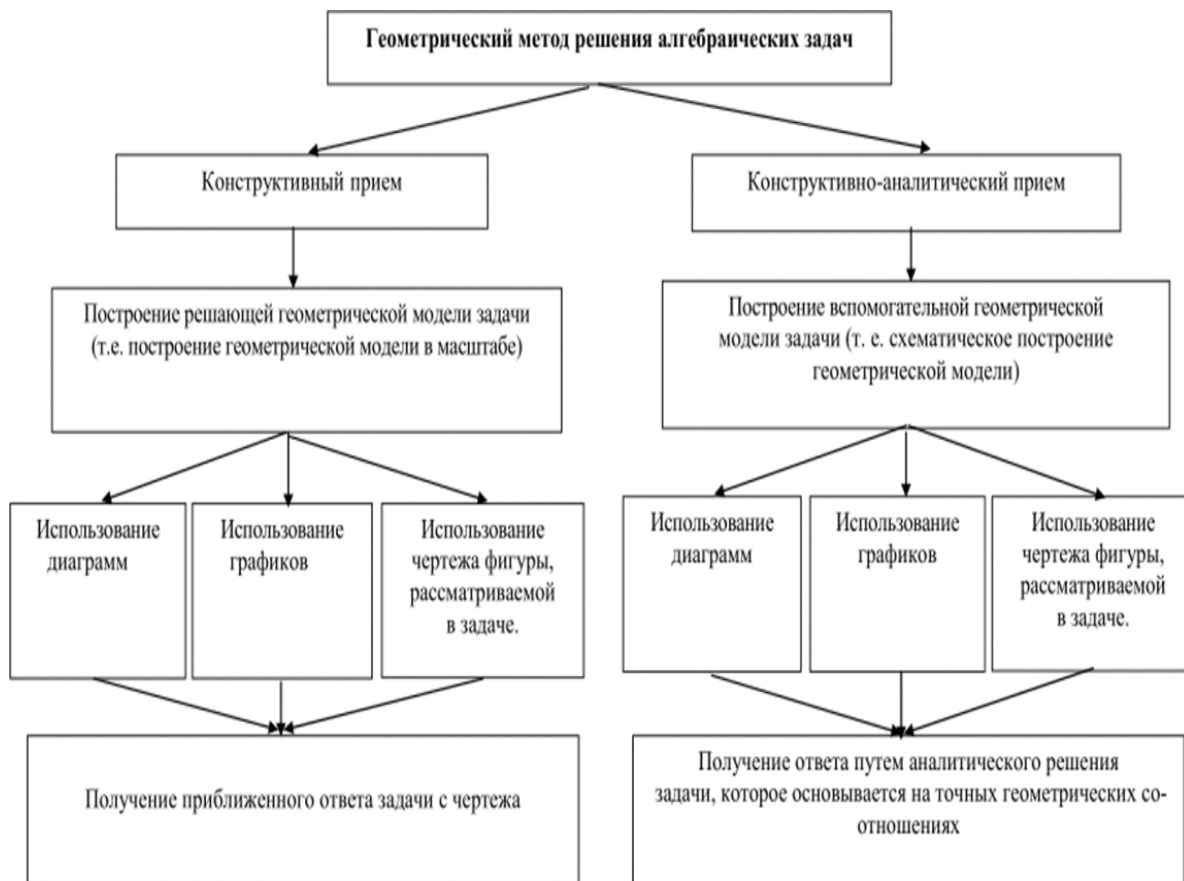 Геометрический метод решения алгебраических задач
Конструктивный прием
Конструктивно-аналитический прием
Построение решающей геометрической модели задачи
(т.е. построение геометрической модели в масштабе)
Построение вспомогательной геометрической
модели задачи (т. е. схематическое построение
геометрической модели)
Использование
диаграмм
Использование
графиков
Использование
чертежа фигуры,
рассматриваемой
в задаче.
Использование
диаграмм
Использование
графиков
Использование
чертежа фигуры,
рассматриваемой
в задаче.
Получение приближенного ответа задачи с чертежа
Получение ответа путем аналитического решения
задачи, которое основывается на точных геометрических со-
отношениях